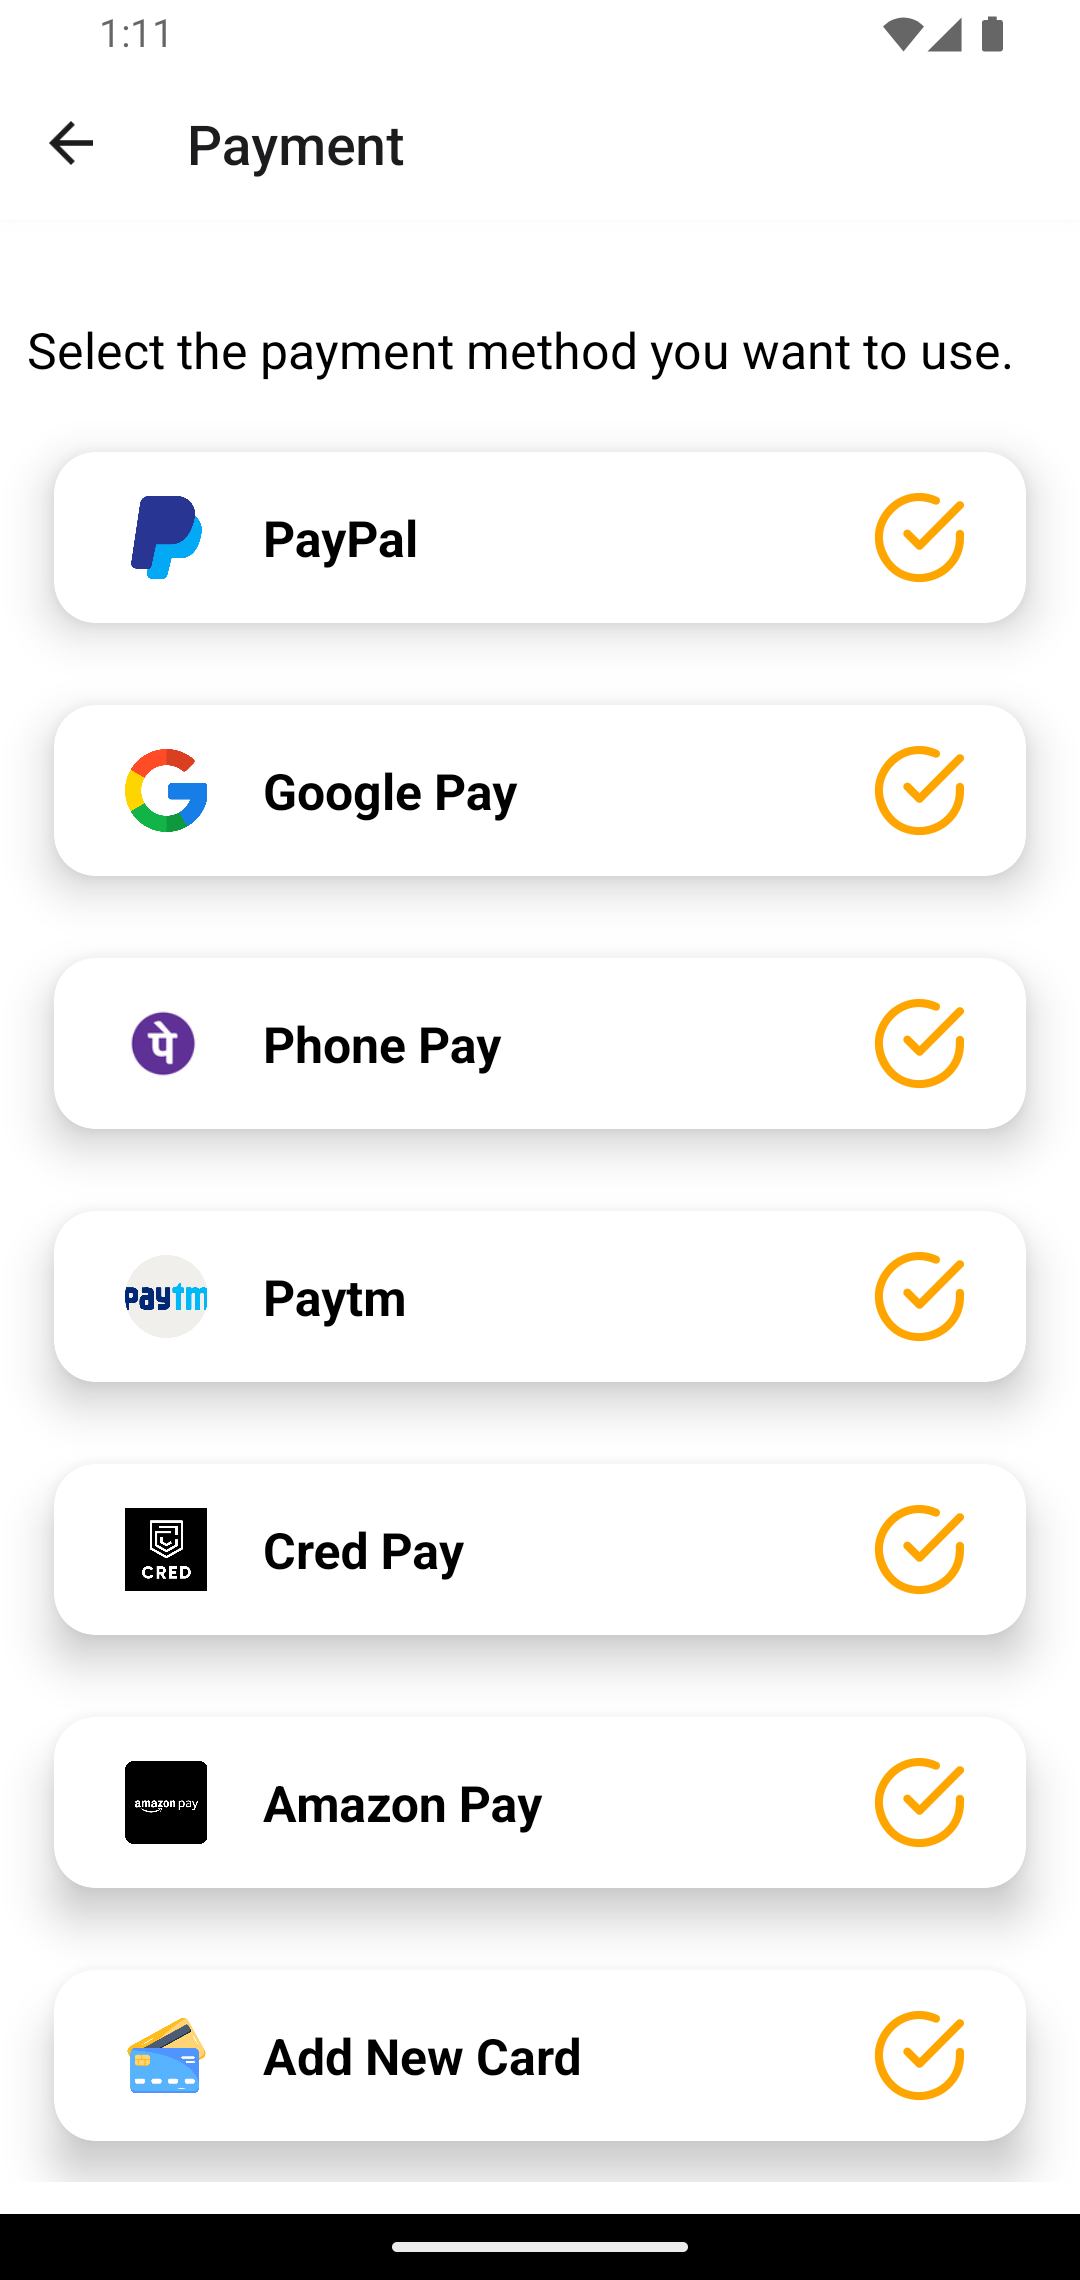 1:11
Payment
Select the payment method you want to use.
PayPal
Google Pay
पे
Phone Pay
paytm
Paytm
CRED
Cred Pay
amazon pay
Amazon Pay
Add New Card